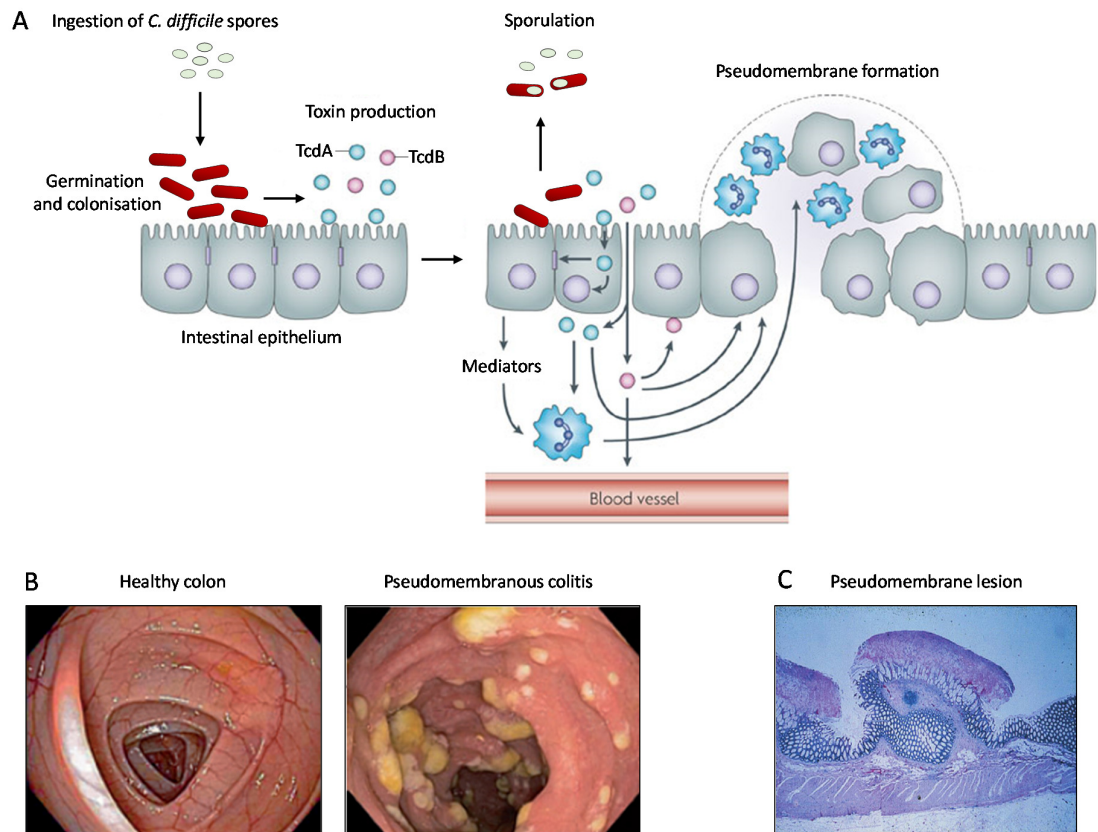 A
Ingestion of C. difficile spores
Sporulation
Pseudomembrane formation
Toxin production
TcdA
TcdB
Germination
and colonisation
Intestinal epithelium
Mediators
Blood vessel
B
Healthy colon
Pseudomembranous colitis
C
Pseudomembrane lesion